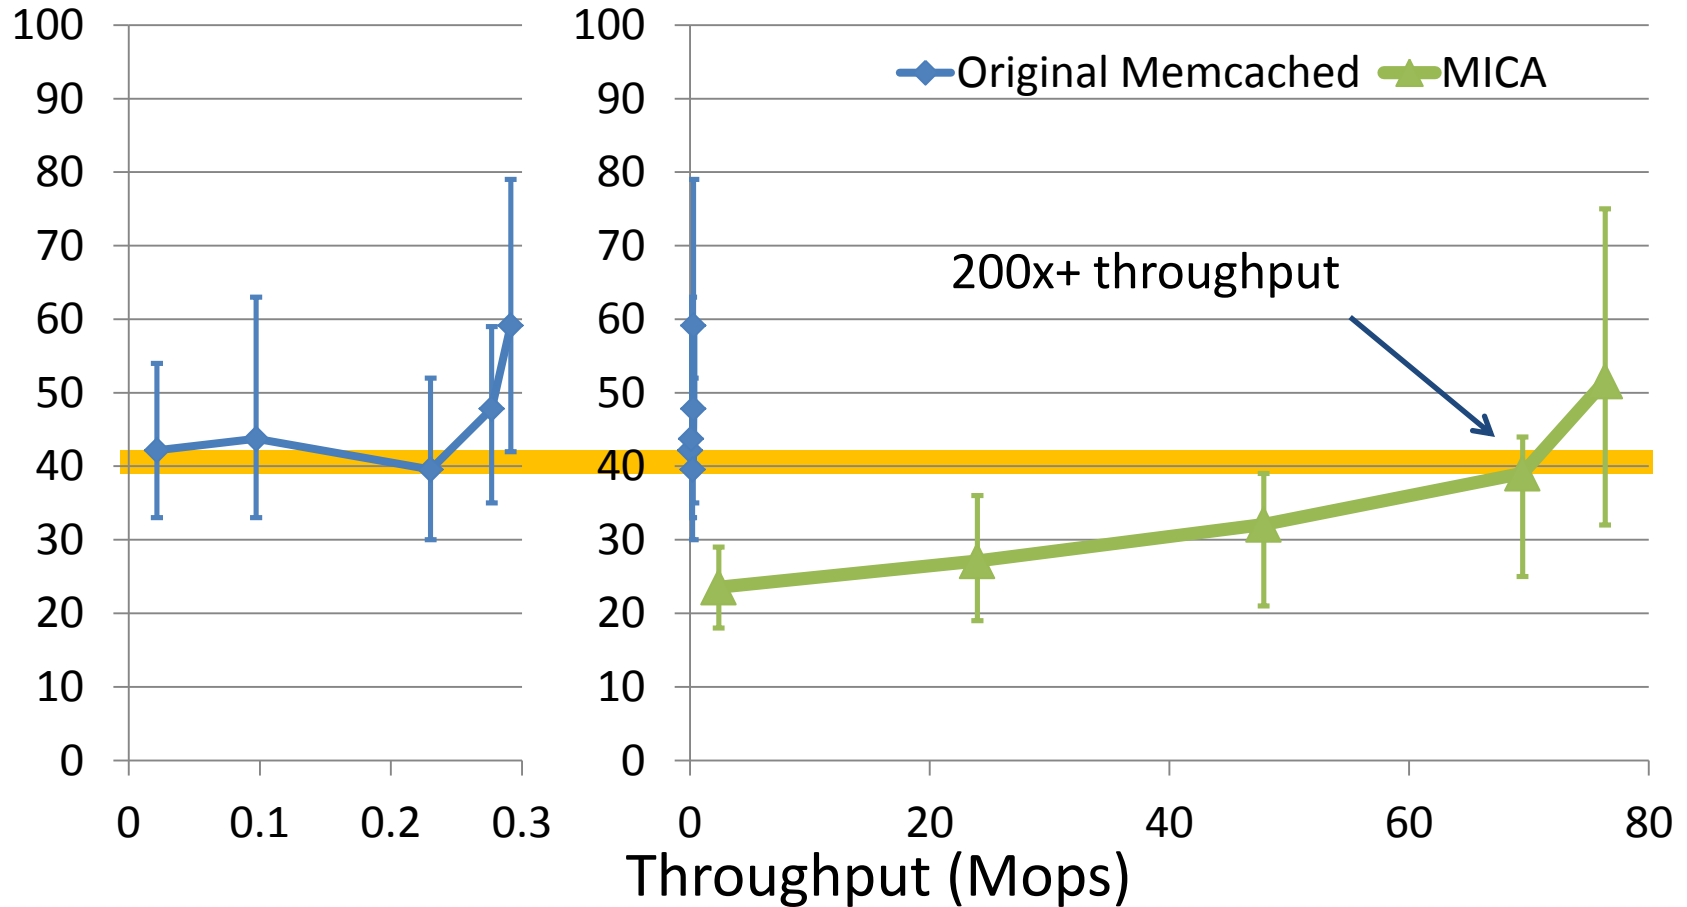 100 100
Original Memcached MICA
90 90
80 80
70 70
200x+ throughput
60 60
50 50
40 40
30 30
20 20
10 10
0 0
0 0.1 0.2 0.3 0 20 40 60 80
Throughput (Mops)